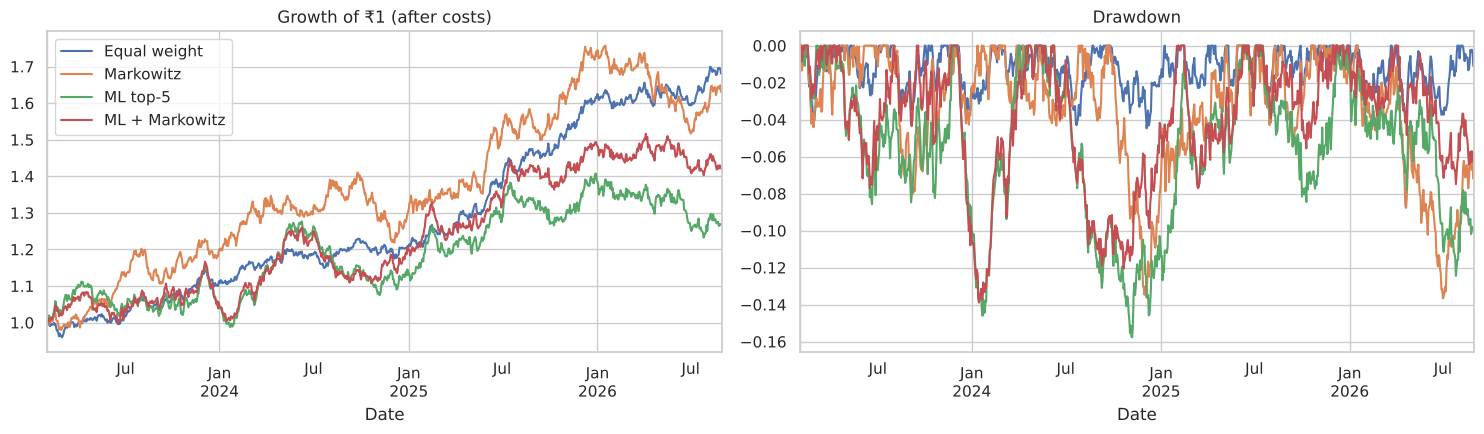 Growth of ₹1 (after costs)
Equal weight
Markowitz
ML top-5
ML + Markowitz
1.7
1.6
1.5
1.4
1.3
1.2
1.1
1.0
Jul
Jan
2024
Jul
Jan
2025
Jul
Jan
2026
Jul
Date
Drawdown
0.00
−0.02
−0.04
−0.06
−0.08
−0.10
−0.12
−0.14
−0.16
Jul
Jan
2024
Jul
Jan
2025
Jul
Jan
2026
Jul
Date